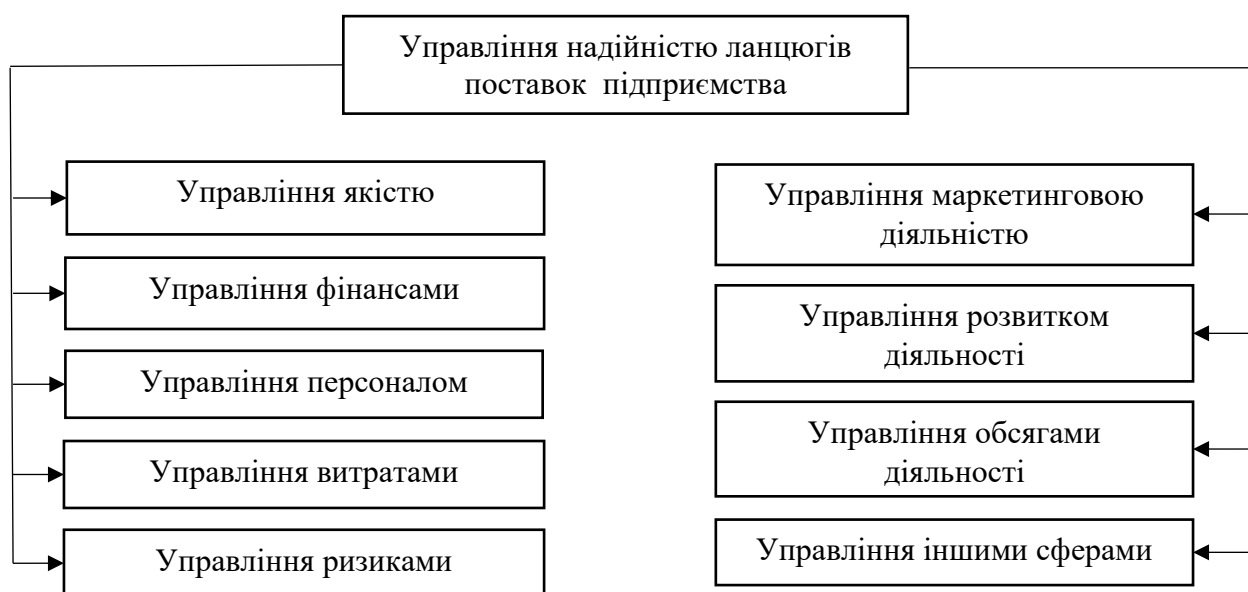 Управління надійністю ланцюгів
поставок підприємства
Управління якістю
Управління фінансами
Управління персоналом
Управління витратами
Управління ризиками
Управління маркетинговою
діяльністю
Управління розвитком
діяльності
Управління обсягами
діяльності
Управління іншими сферами